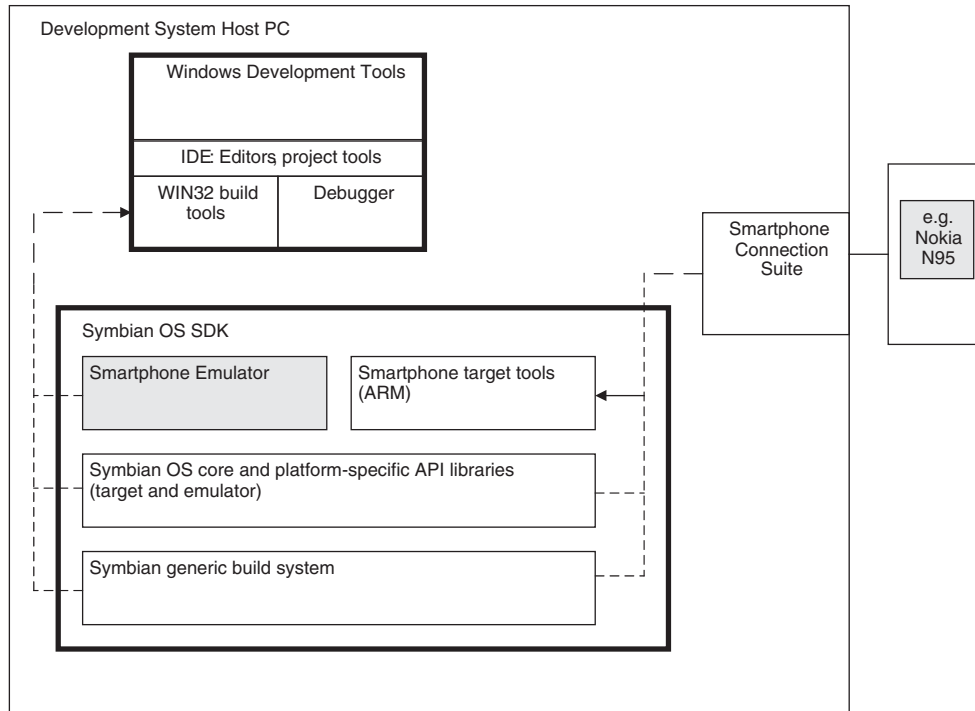 Development System Host PC
Windows Development Tools
IDE: Editors, project tools
WIN32 build
tools
Debugger
Smartphone
Connection
Suite
e.g.
Nokia
N95
Symbian OS SDK
Smartphone Emulator
Smartphone target tools
(ARM)
Symbian OS core and platform-specific API libraries
(target and emulator)
Symbian generic build system